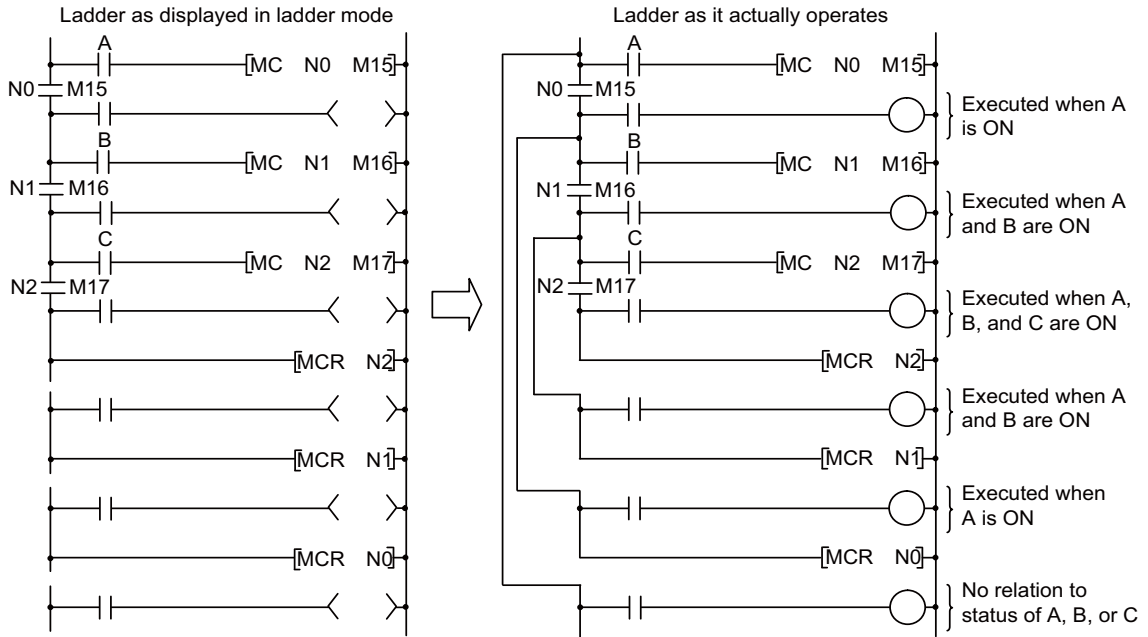 Ladder as displayed in ladder mode
A
[MC N0 M15]
N0 M15
B
[MC N1 M16]
N1 M16
C
[MC N2 M17]
N2 M17
[MCR N2]
[MCR N1]
[MCR N0]
Ladder as it actually operates
A
[MC N0 M15]
N0 M15
Executed when A
is ON
B
[MC N1 M16]
N1 M16
Executed when A
and B are ON
C
[MC N2 M17]
N2 M17
Executed when A,
B, and C are ON
[MCR N2]
Executed when A
and B are ON
[MCR N1]
Executed when
A is ON
[MCR N0]
No relation to
status of A, B, or C